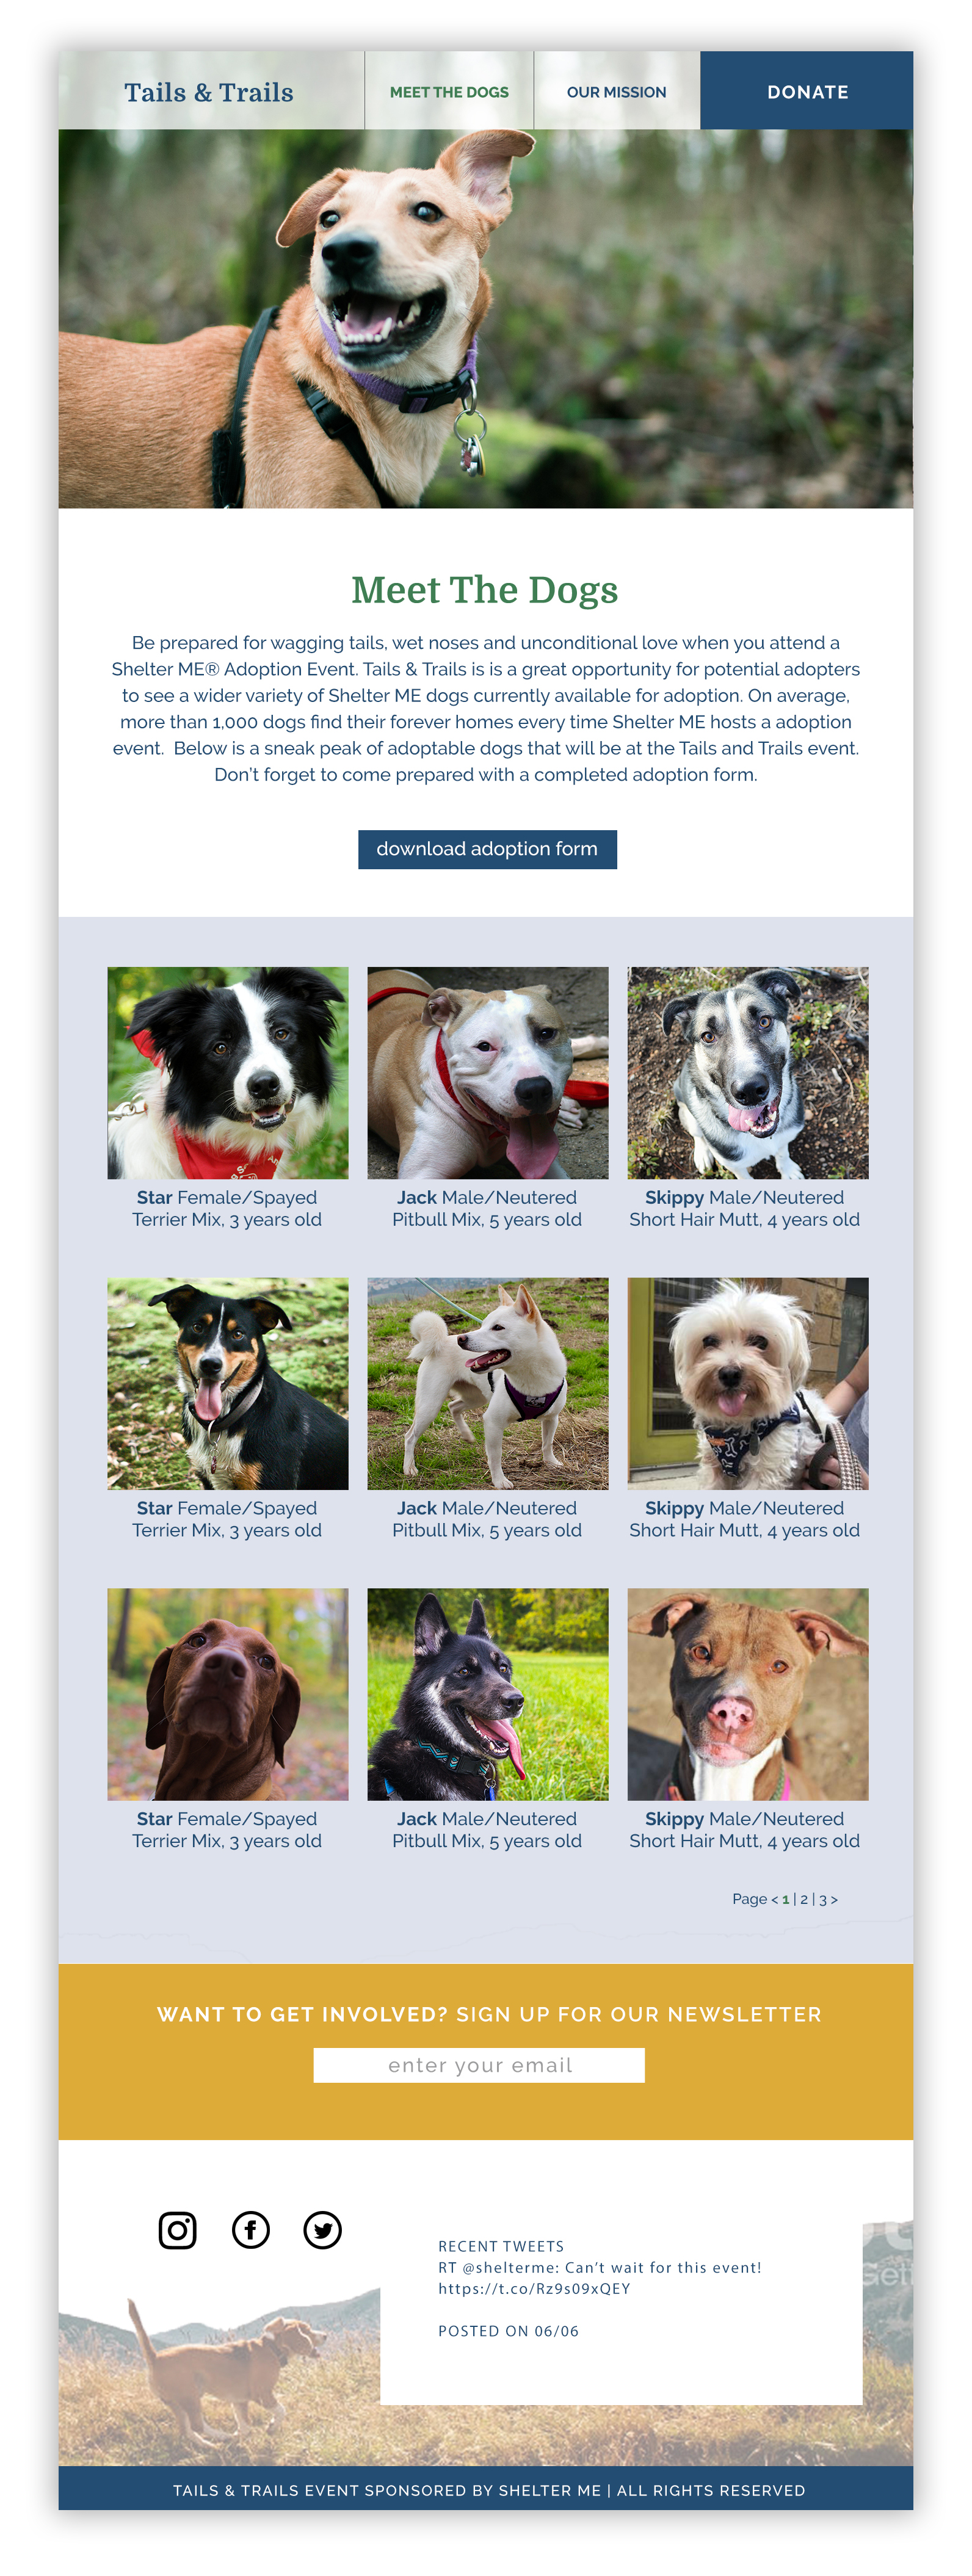 Tails & Trails
MEET THE DOGS
OUR MISSION
DONATE
Meet The Dogs
Be prepared for wagging tails, wet noses and unconditional love when you attend a
Shelter ME® Adoption Event. Tails & Trails is is a great opportunity for potential adopters
to see a wider variety of Shelter ME dogs currently available for adoption. On average,
more than 1,000 dogs find their forever homes every time Shelter ME hosts a adoption
event. Below is a sneak peak of adoptable dogs that will be at the Tails and Trails event.
Don't forget to come prepared with a completed adoption form.
download adoption form
Star Female/Spayed
Terrier Mix, 3 years old
Jack Male/Neutered
Pitbull Mix, 5 years old
Skippy Male/Neutered
Short Hair Mutt, 4 years old
Star Female/Spayed
Terrier Mix, 3 years old
Jack Male/Neutered
Pitbull Mix, 5 years old
Skippy Male/Neutered
Short Hair Mutt, 4 years old
Star Female/Spayed
Terrier Mix, 3 years old
Jack Male/Neutered
Pitbull Mix, 5 years old
Skippy Male/Neutered
Short Hair Mutt, 4 years old
Page < 1 | 2 | 3 >
WANT TO GET INVOLVED? SIGN UP FOR OUR NEWSLETTER
enter your email
RECENT TWEETS
RT @shelterme: Can't wait for this event!
https://t.co/Rz9s09xQEY
POSTED ON 06/06
TAILS & TRAILS EVENT SPONSORED BY SHELTER ME | ALL RIGHTS RESERVED